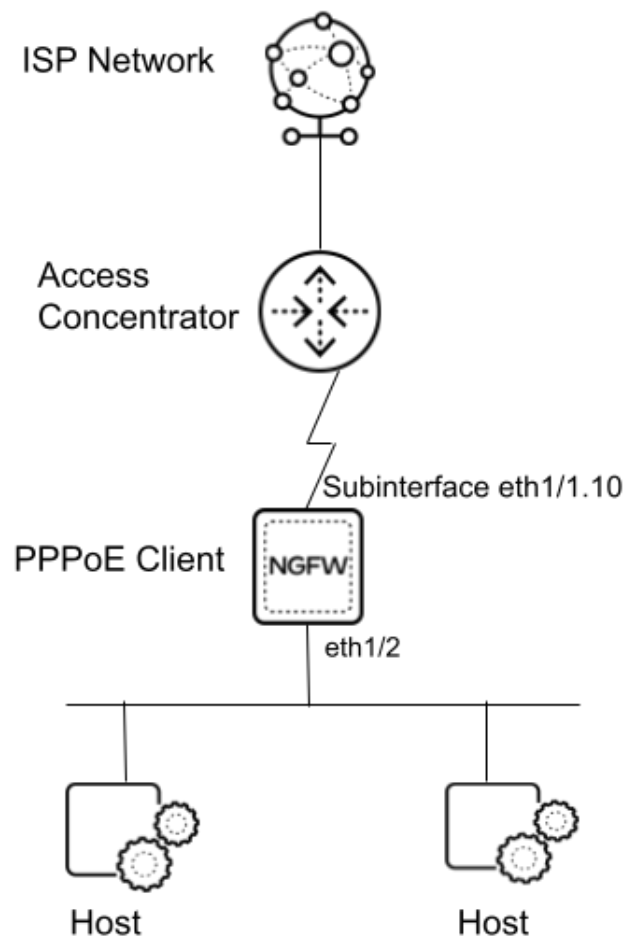 ISP Network
Access
Concentrator
Subinterface eth1/1.10
PPPoE Client
NGFW
eth1/2
Host
Host